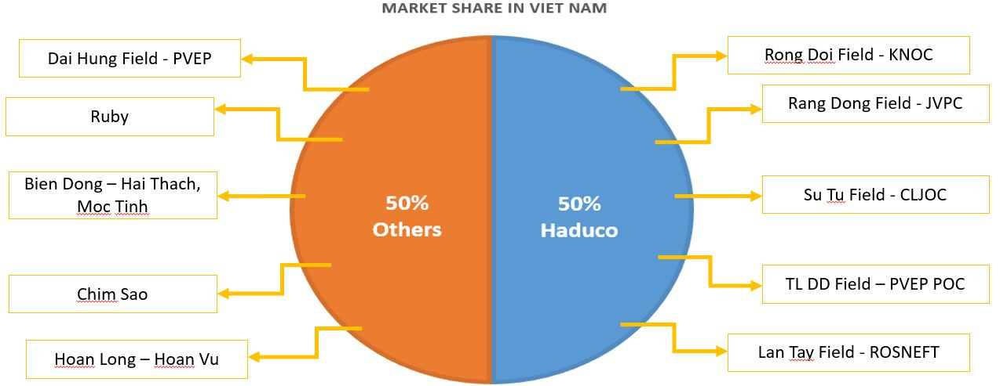 MARKET SHARE IN VIET NAM
Dai Hung Field - PVEP
Ruby
Bien Dong – Hai Thach,
Moc Tinh
Chim Sao
Hoan Long – Hoan Vu
50%
Others
50%
Haduco
Rong Doi Field - KNOC
Rang Dong Field - JVPC
Su Tu Field - CLJOC
TL DD Field – PVEP POC
Lan Tay Field - ROSNEFT